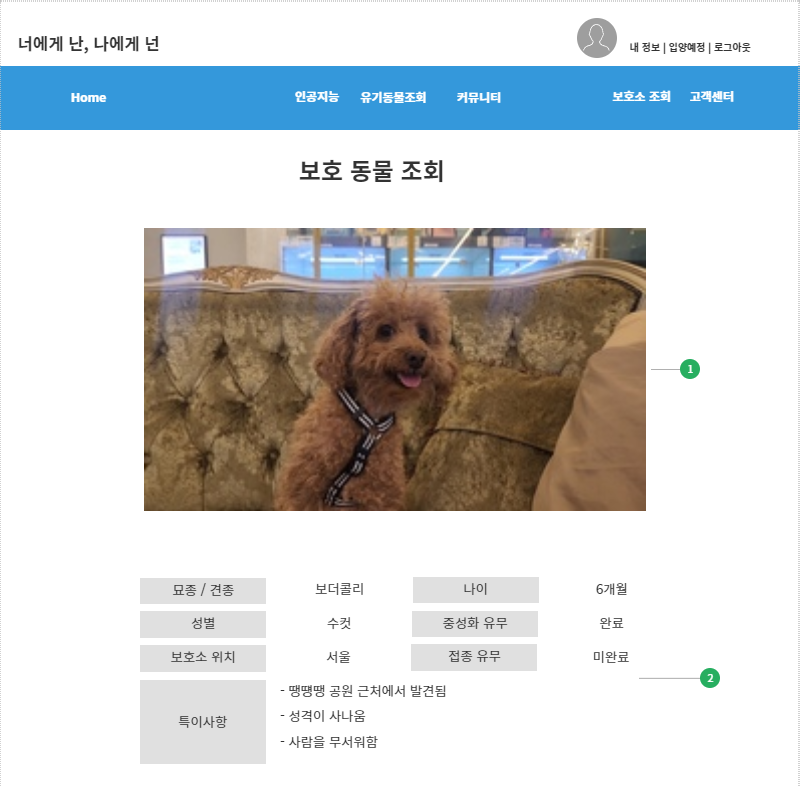 너에게 난, 나에게 넌
내 정보 | 입양예정 | 로그아웃
Home 인공지능 유기동물조회 커뮤니티 보호소 조회 고객센터
보호 동물 조회
1
묘종 / 견종 보더콜리 나이 6개월
성별 수컷 중성화 유무 완료
보호소 위치 서울 접종 유무 미완료
2
특이사항
- 땡떙땡 공원 근처에서 발견됨
- 성격이 사나움
- 사람을 무서워함